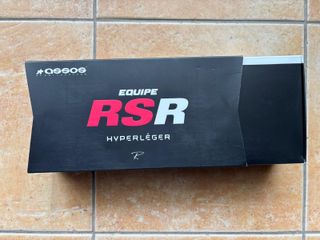 assos
EQUIPE
RSR
HYPERLÉGER